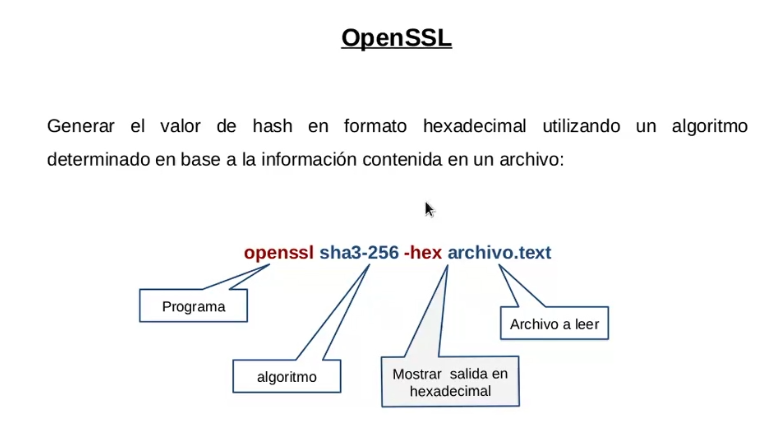 OpenSSL
Generar el valor de hash en formato hexadecimal utilizando un algoritmo
determinado en base a la información contenida en un archivo:
openssl sha3-256 -hex archivo.text
Programa
Archivo a leer
algoritmo
Mostrar salida en
hexadecimal